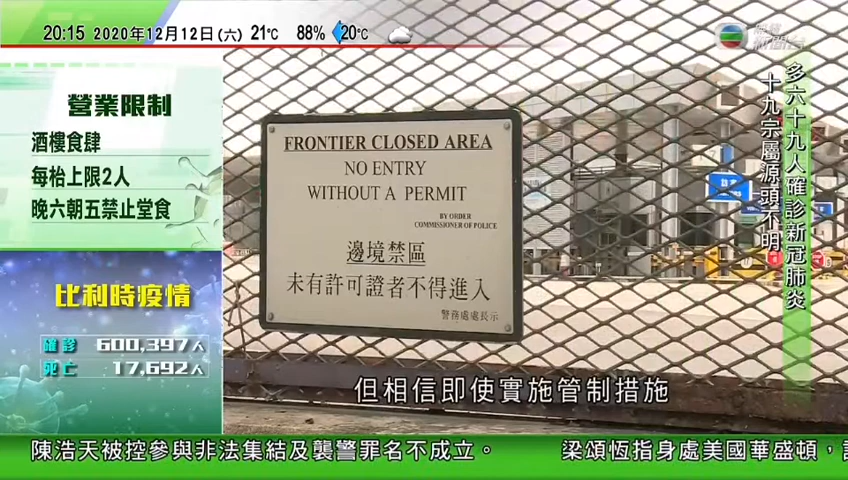 20:15 2020年12月12日(六) 21℃ 88% 20℃
無綫
新聞台
營業限制
酒樓食肆
每枱上限2人
晚六朝五禁止堂食
比利時疫情
確診 600,397人
死亡 17,692人
FRONTIER CLOSED AREA
NO ENTRY
WITHOUT A PERMIT
BY ORDER
COMMISSIONER OF POLICE
邊境禁區
未有許可證者不得進入
警務處處長示
多六十九人確診新冠肺炎
十九宗屬源頭不明
但相信即使實施管制措施
陳浩天被控參與非法集結及襲警罪名不成立。 梁頌恆指身處美國華盛頓，